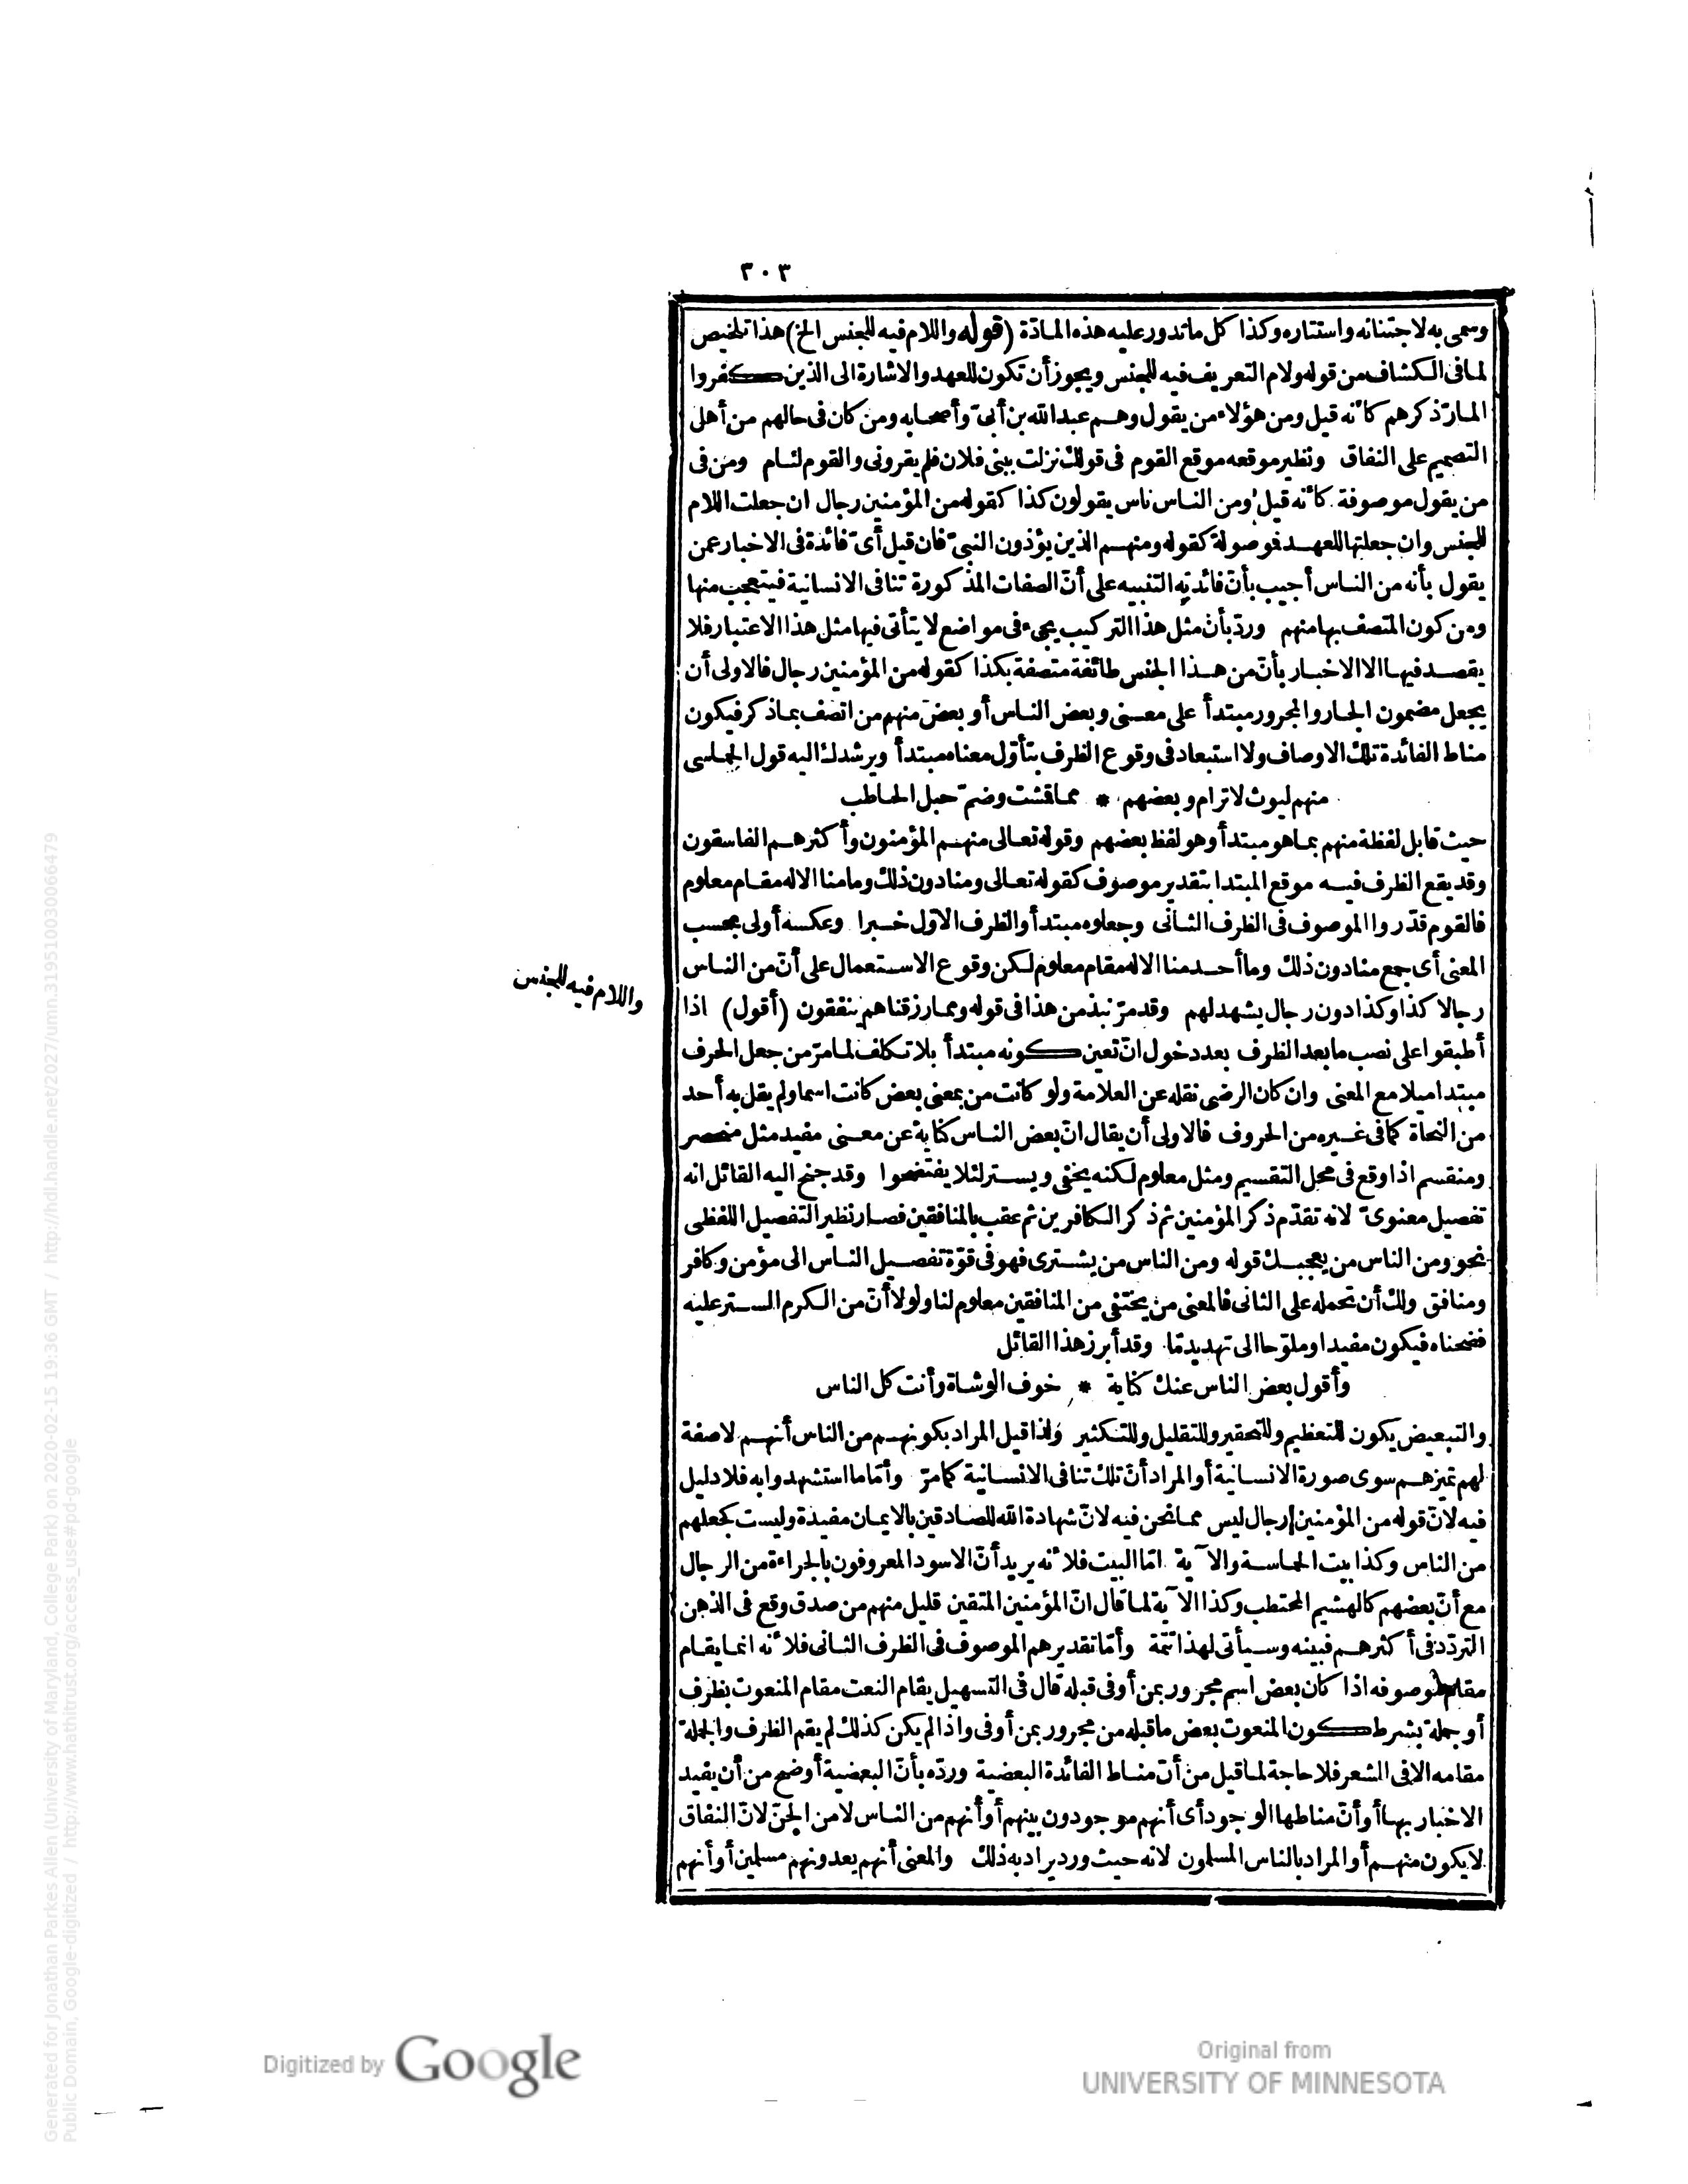 ٣٠٣
وسمى به لاجتنانه واستتاره وكذا كل ما تدور عليه هذه المادّة (قوله واللام فيه للجنس الخ) هذا تلخيص
لما فى الكشاف من قوله ولام التعريف فيه للجنس ويجوز أن تكون للعهد والاشارة الى الذين كفروا
المارّ ذكرهم كأنه قيل ومن هؤلاء من يقول وهم عبد الله بن أبىّ وأصحابه ومن كان فى حالهم من أهل
التصميم على النفاق ونظير موقعه موقع القوم فى قولك نزلت ببنى فلان فلم يقرونى والقوم لئام ومن فى
من يقول موصوفة كأنه قيل ومن الناس ناس يقولون كذا كقوله من المؤمنين رجال ان جعلت اللام
للجنس وان جعلتها للعهد فموصولة كقوله ومنهم الذين يؤذون النبىّ فان قيل أىّ فائدة فى الاخبار عمن
يقول بأنه من الناس أجيب بأنّ فائدته التنبيه على أنّ الصفات المذكورة تنافى الانسانية فيتعجب منها
ومن كون المتصف بها منهم وردّ بأنّ مثل هذا التركيب يجىء فى مواضع لا يتأتى فيها مثل هذا الاعتبار فلا
يقصد فيها الا الاخبار بأنّ من هذا الجنس طائفة متصفة بكذا كقوله من المؤمنين رجال فالاولى أن
يجعل مضمون الجار والمجرور مبتدأ على معنى وبعض الناس أو بعض منهم من اتصف بما ذكر فيكون
مناط الفائدة تلك الاوصاف ولا استبعاد فى وقوع الظرف بتأوّل معناه مبتدأ ويرشدك اليه قول الحماسى
منهم ليوث لا ترام وبعضهم * مما قمشت وضمّ حبل الحاطب
حيث قابل لفظة منهم بما هو مبتدأ وهو لفظ بعضهم وقوله تعالى منهم المؤمنون وأكثرهم الفاسقون
وقد يقع الظرف فيه موقع المبتدا بتقدير موصوف كقوله تعالى ومنا دون ذلك وما منا الا له مقام معلوم
فالقوم قدّروا الموصوف فى الظرف الثانى وجعلوه مبتدأ والظرف الاوّل خبرا وعكسه أولى بحسب
المعنى أى جمع منا دون ذلك وما أحد منا الا له مقام معلوم لكن وقوع الاستعمال على أنّ من الناس
رجالا كذا وكذا دون رجال يشهد لهم وقد مرّ نبذ من هذا فى قوله ومما رزقناهم ينفقون (أقول) اذا
أطبقوا على نصب ما بعد الظرف بعد دخول انّ تعين كونه مبتدأ بلا تكلف لما مرّ من جعل الحرف
مبتدا ميلا مع المعنى وان كان الرضى نقله عن العلامة ولو كانت من بمعنى بعض كانت اسما ولم يقل به أحد
من النحاة كما فى غيره من الحروف فالاولى أن يقال انّ بعض الناس كناية عن معنى مفيد مثل منحصر
ومنقسم اذا وقع فى محل التقسيم ومثل معلوم لكنه يخفى ويستر لئلا يفتضحوا وقد جنح اليه القائل انه
تفصيل معنوىّ لانه تقدّم ذكر المؤمنين ثم ذكر الكافرين ثم عقب بالمنافقين فصار نظير التفصيل اللفظى
نحو ومن الناس من يعجبك قوله ومن الناس من يشترى فهو فى قوّة تفصيل الناس الى مؤمن وكافر
ومنافق ولك أن تحمله على الثانى فالمعنى من يختفى من المنافقين معلوم لنا ولولا أنّ من الكرم الستر عليه
فضحناه فيكون مفيدا وملوّحا الى تهديد مّا وقد أبرز هذا القائل
وأقول بعض الناس عنك كناية * خوف الوشاة وأنت كل الناس
والتبعيض يكون للتعظيم وللتحقير وللتقليل وللتكثير ولذا قيل المراد بكونهم من الناس أنهم لا صفة
لهم تميزهم سوى صورة الانسانية أو المراد أنّ تلك تنافى الانسانية كما مرّ وأمّا ما استشهدوا به فلا دليل
فيه لانّ قوله من المؤمنين رجال ليس مما نحن فيه لانّ شهادة الله للصادقين بالايمان مفيدة وليست كجعلهم
من الناس وكذا بيت الحماسة والآية امّا البيت فلانه يريد أنّ الاسود المعروفون بالجراءة من الرجال
مع أنّ بعضهم كالهشيم المحتطب وكذا الآية لما قال انّ المؤمنين المتقين قليل منهم من صدق وقع فى الذهن
التردّد فى أكثرهم فبينه وسيأتى لهذا تتمة وأمّا تقديرهم الموصوف فى الظرف الثانى فلانه انما يقام
مقام موصوفه اذا كان بعض اسم مجرور بمن أو فى قبله قال فى التسهيل يقام النعت مقام المنعوت بظرف
أو جملة بشرط كون المنعوت بعض ما قبله من مجرور بمن أو فى واذا لم يكن كذلك لم يقم الظرف والجملة
مقامه الا فى الشعر فلا حاجة لما قيل من أنّ مناط الفائدة البعضية وردّه بأنّ البعضية أوضح من أن يفيد
الاخبار بها أو أنّ مناطها الوجود أى أنهم موجودون بينهم أو أنهم من الناس لا من الجنّ لانّ النفاق
لا يكون منهم أو المراد بالناس المسلمون لانه حيث ورد يراد به ذلك والمعنى أنهم يعدونهم مسلمين أو أنهم
واللام فيه للجنس
Digitized by Google
Original from
UNIVERSITY OF MINNESOTA
Generated for Jonathan Parkes Allen (University of Maryland, College Park) on 2020-02-15 19:36 GMT / http://hdl.handle.net/2027/umn.31951d03006647 9
Public Domain, Google-digitized / http://www.hathitrust.org/access_use#pd-google